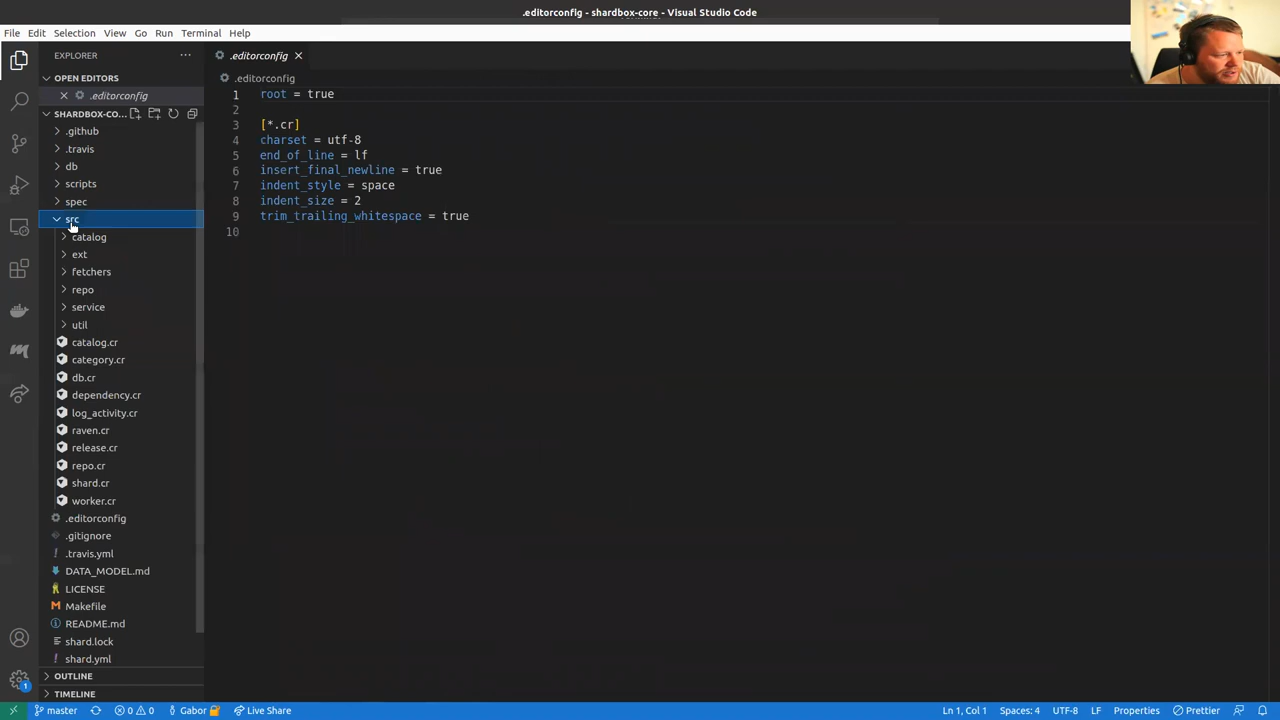 .editorconfig - shardbox-core - Visual Studio Code
File Edit Selection View Go Run Terminal Help
EXPLORER ...
OPEN EDITORS
.editorconfig
SHARDBOX-CO...
.github
.travis
db
scripts
spec
src
catalog
ext
fetchers
repo
service
util
catalog.cr
category.cr
db.cr
dependency.cr
log_activity.cr
raven.cr
release.cr
repo.cr
shard.cr
worker.cr
.editorconfig
.gitignore
.travis.yml
DATA_MODEL.md
LICENSE
Makefile
README.md
shard.lock
shard.yml
OUTLINE
TIMELINE
.editorconfig
.editorconfig
1 root = true
2
3 [*.cr]
4 charset = utf-8
5 end_of_line = lf
6 insert_final_newline = true
7 indent_style = space
8 indent_size = 2
9 trim_trailing_whitespace = true
10
1
master 0 0 Gabor Live Share Ln 1, Col 1 Spaces: 4 UTF-8 LF Properties Prettier